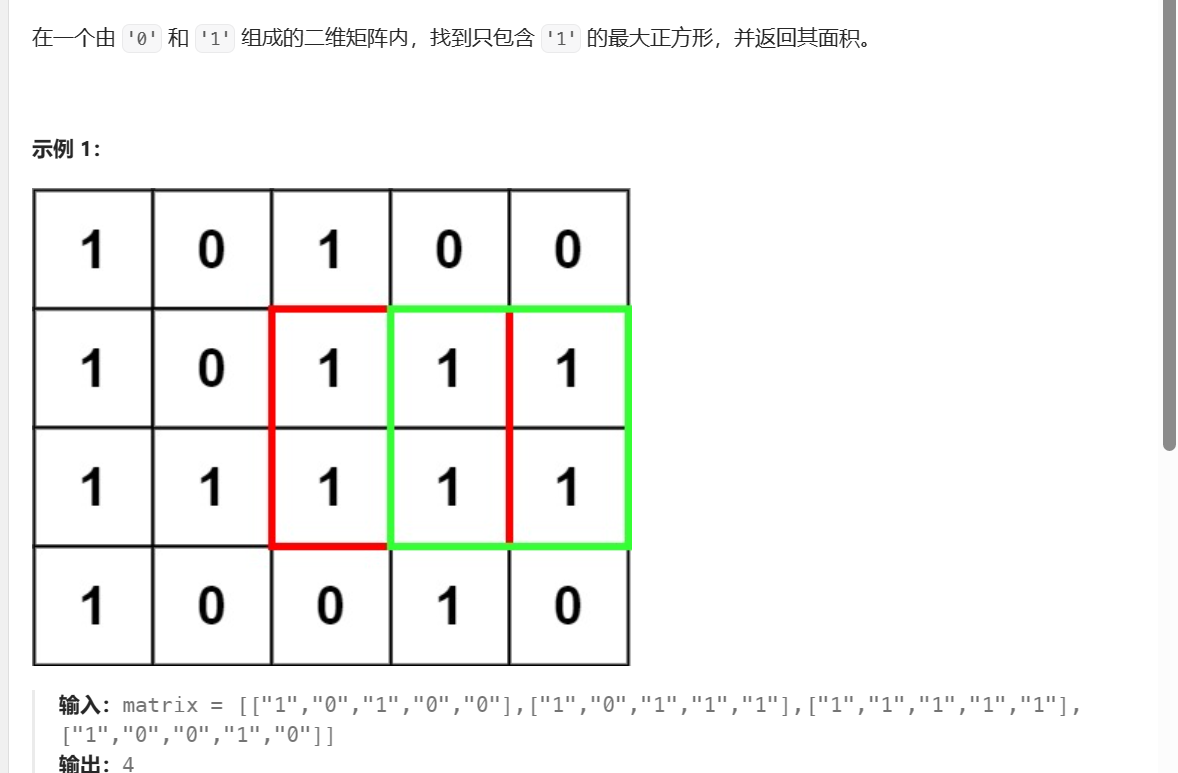 在一个由 '0' 和 '1' 组成的二维矩阵内，找到只包含 '1' 的最大正方形，并返回其面积。
示例 1：
1 0 1 0 0
1 0 1 1 1
1 1 1 1 1
1 0 0 1 0
输入：matrix = [["1","0","1","0","0"],["1","0","1","1","1"],["1","1","1","1","1"],
["1","0","0","1","0"]]
输出：4